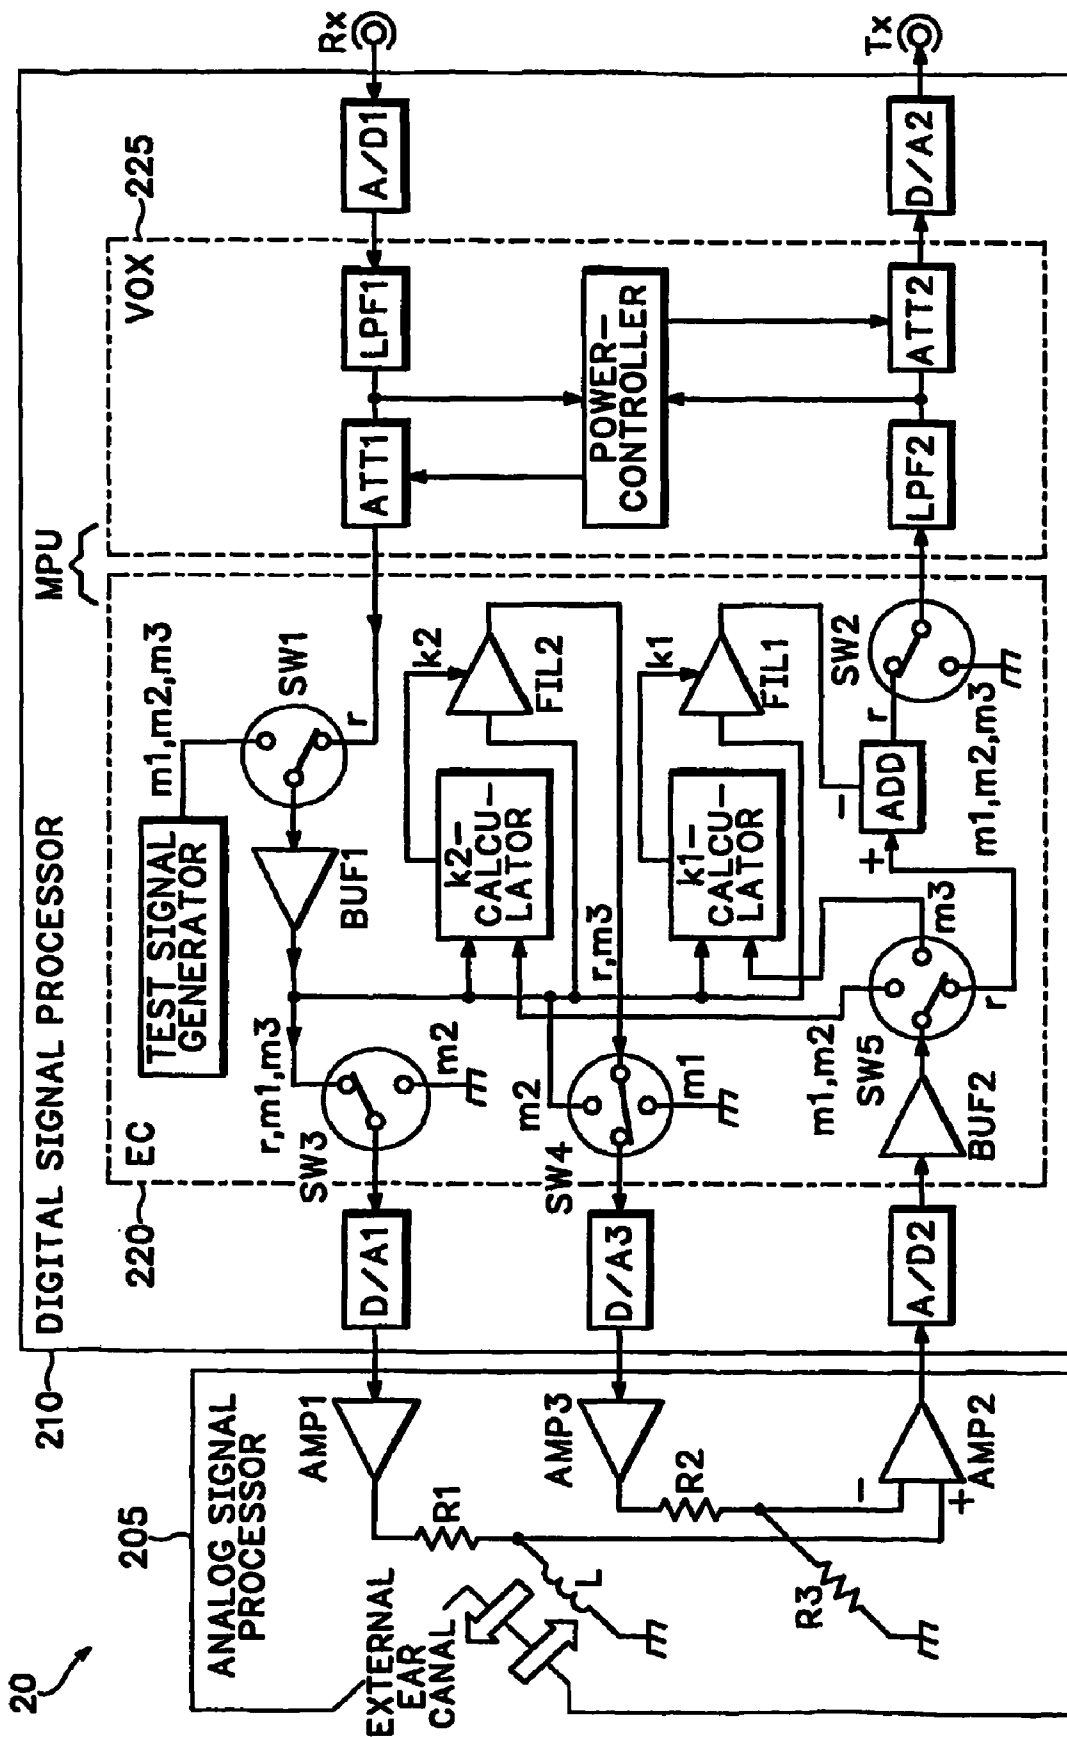 20
205
ANALOG SIGNAL
PROCESSOR
EXTERNAL
EAR
CANAL
L
R1
R2
R3
AMP1
AMP3
AMP2
−
+
210
DIGITAL SIGNAL PROCESSOR
MPU
220
EC
D/A1
D/A3
A/D2
TEST SIGNAL
GENERATOR
m1,m2,m3
SW1
r
BUF1
r,m1,m3
SW3
m2
k2-
CALCU-
LATOR
k2
FIL2
r,m3
m2
SW4
m1
k1-
CALCU-
LATOR
k1
FIL1
m1,m2
SW5
m3
r
BUF2
+
−
ADD
r
SW2
m1,m2,m3
VOX
225
ATT1
LPF1
POWER-
CONTROLLER
LPF2
ATT2
A/D1
Rx
D/A2
Tx